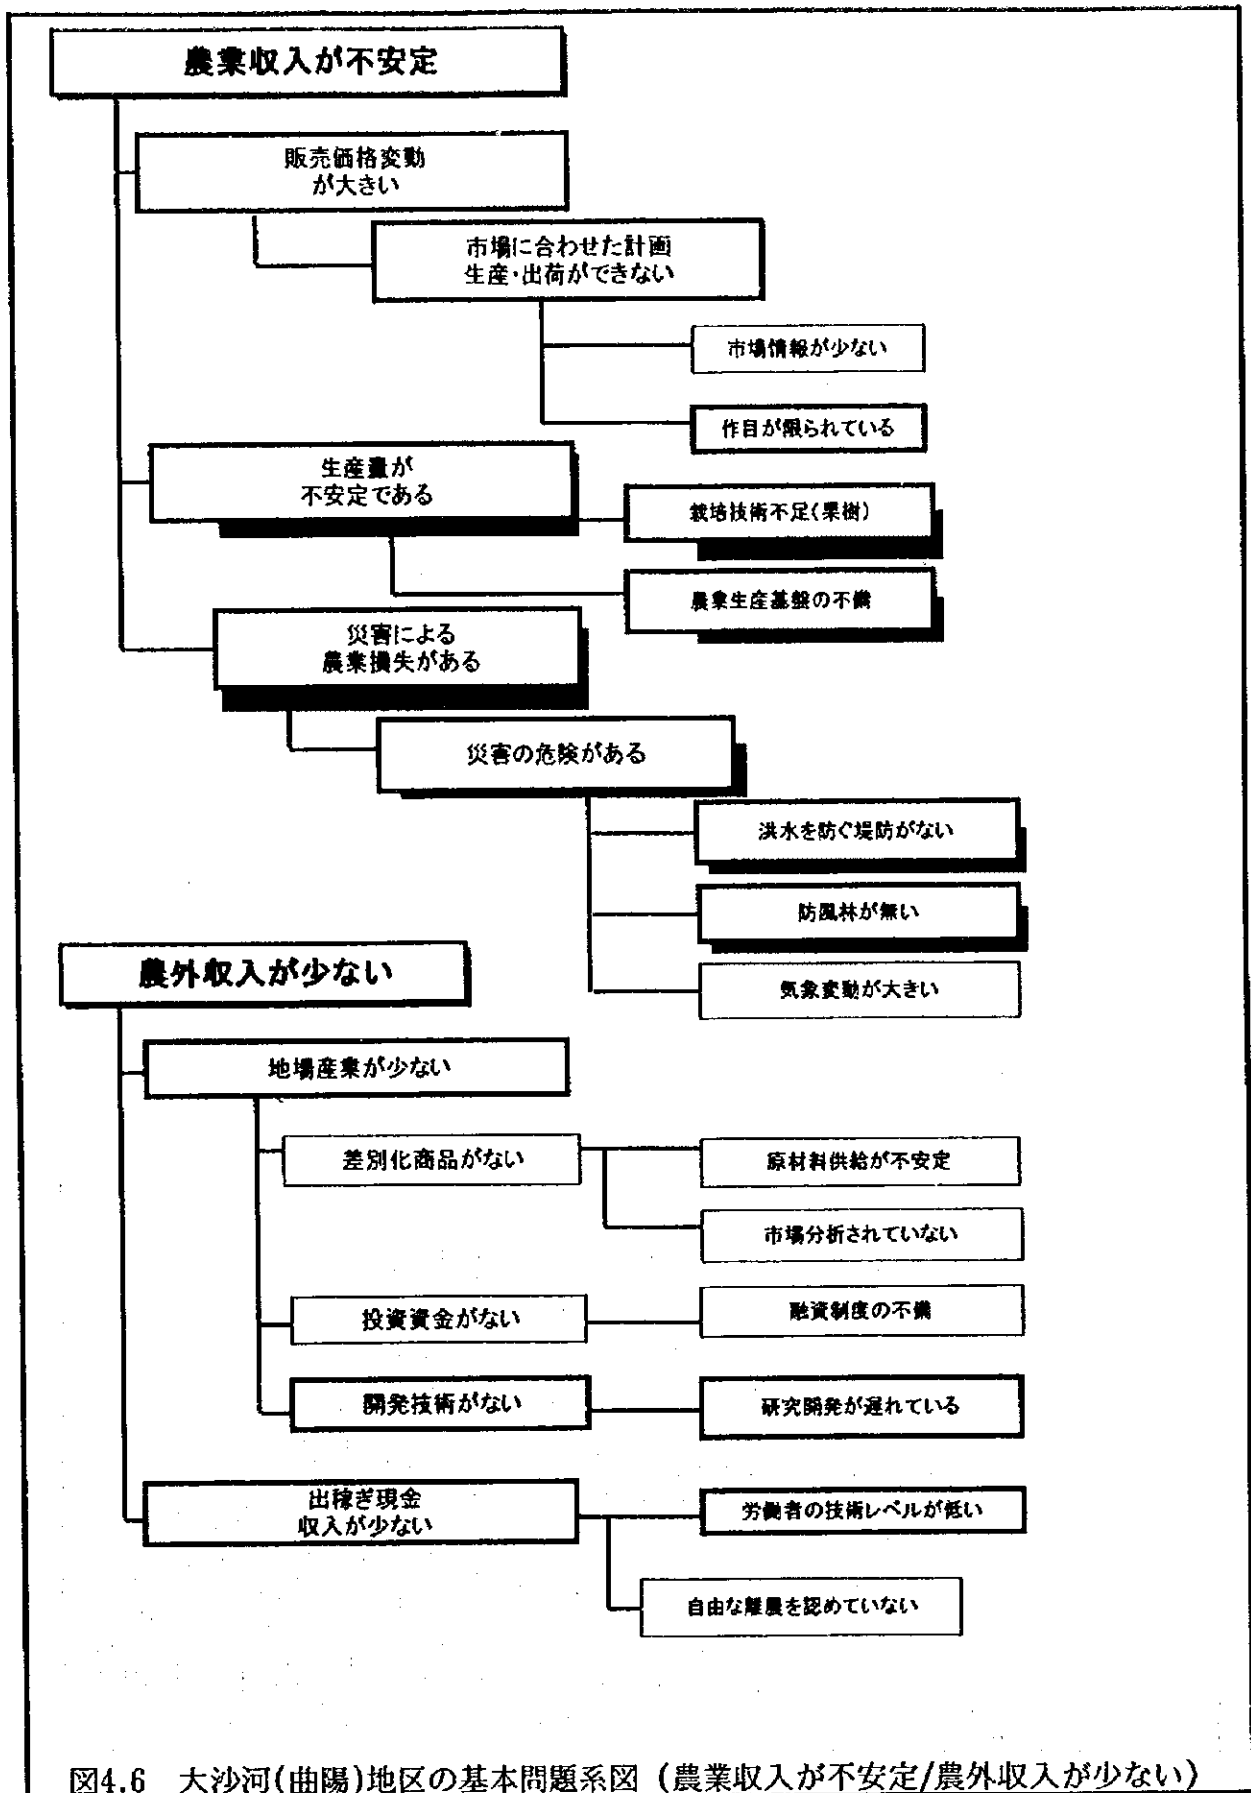 農業収入が不安定
販売価格変動
が大きい
市場に合わせた計画
生産・出荷ができない
市場情報が少ない
作目が限られている
生産量が
不安定である
栽培技術不足(果樹)
農業生産基盤の不備
災害による
農業損失がある
災害の危険がある
洪水を防ぐ堤防がない
防風林が無い
気象変動が大きい
農外収入が少ない
地場産業が少ない
差別化商品がない
原材料供給が不安定
市場分析されていない
投資資金がない
融資制度の不備
開発技術がない
研究開発が遅れている
出稼ぎ現金
収入が少ない
労働者の技術レベルが低い
自由な離農を認めていない
図4.6 大沙河(曲陽)地区の基本問題系図 (農業収入が不安定/農外収入が少ない)